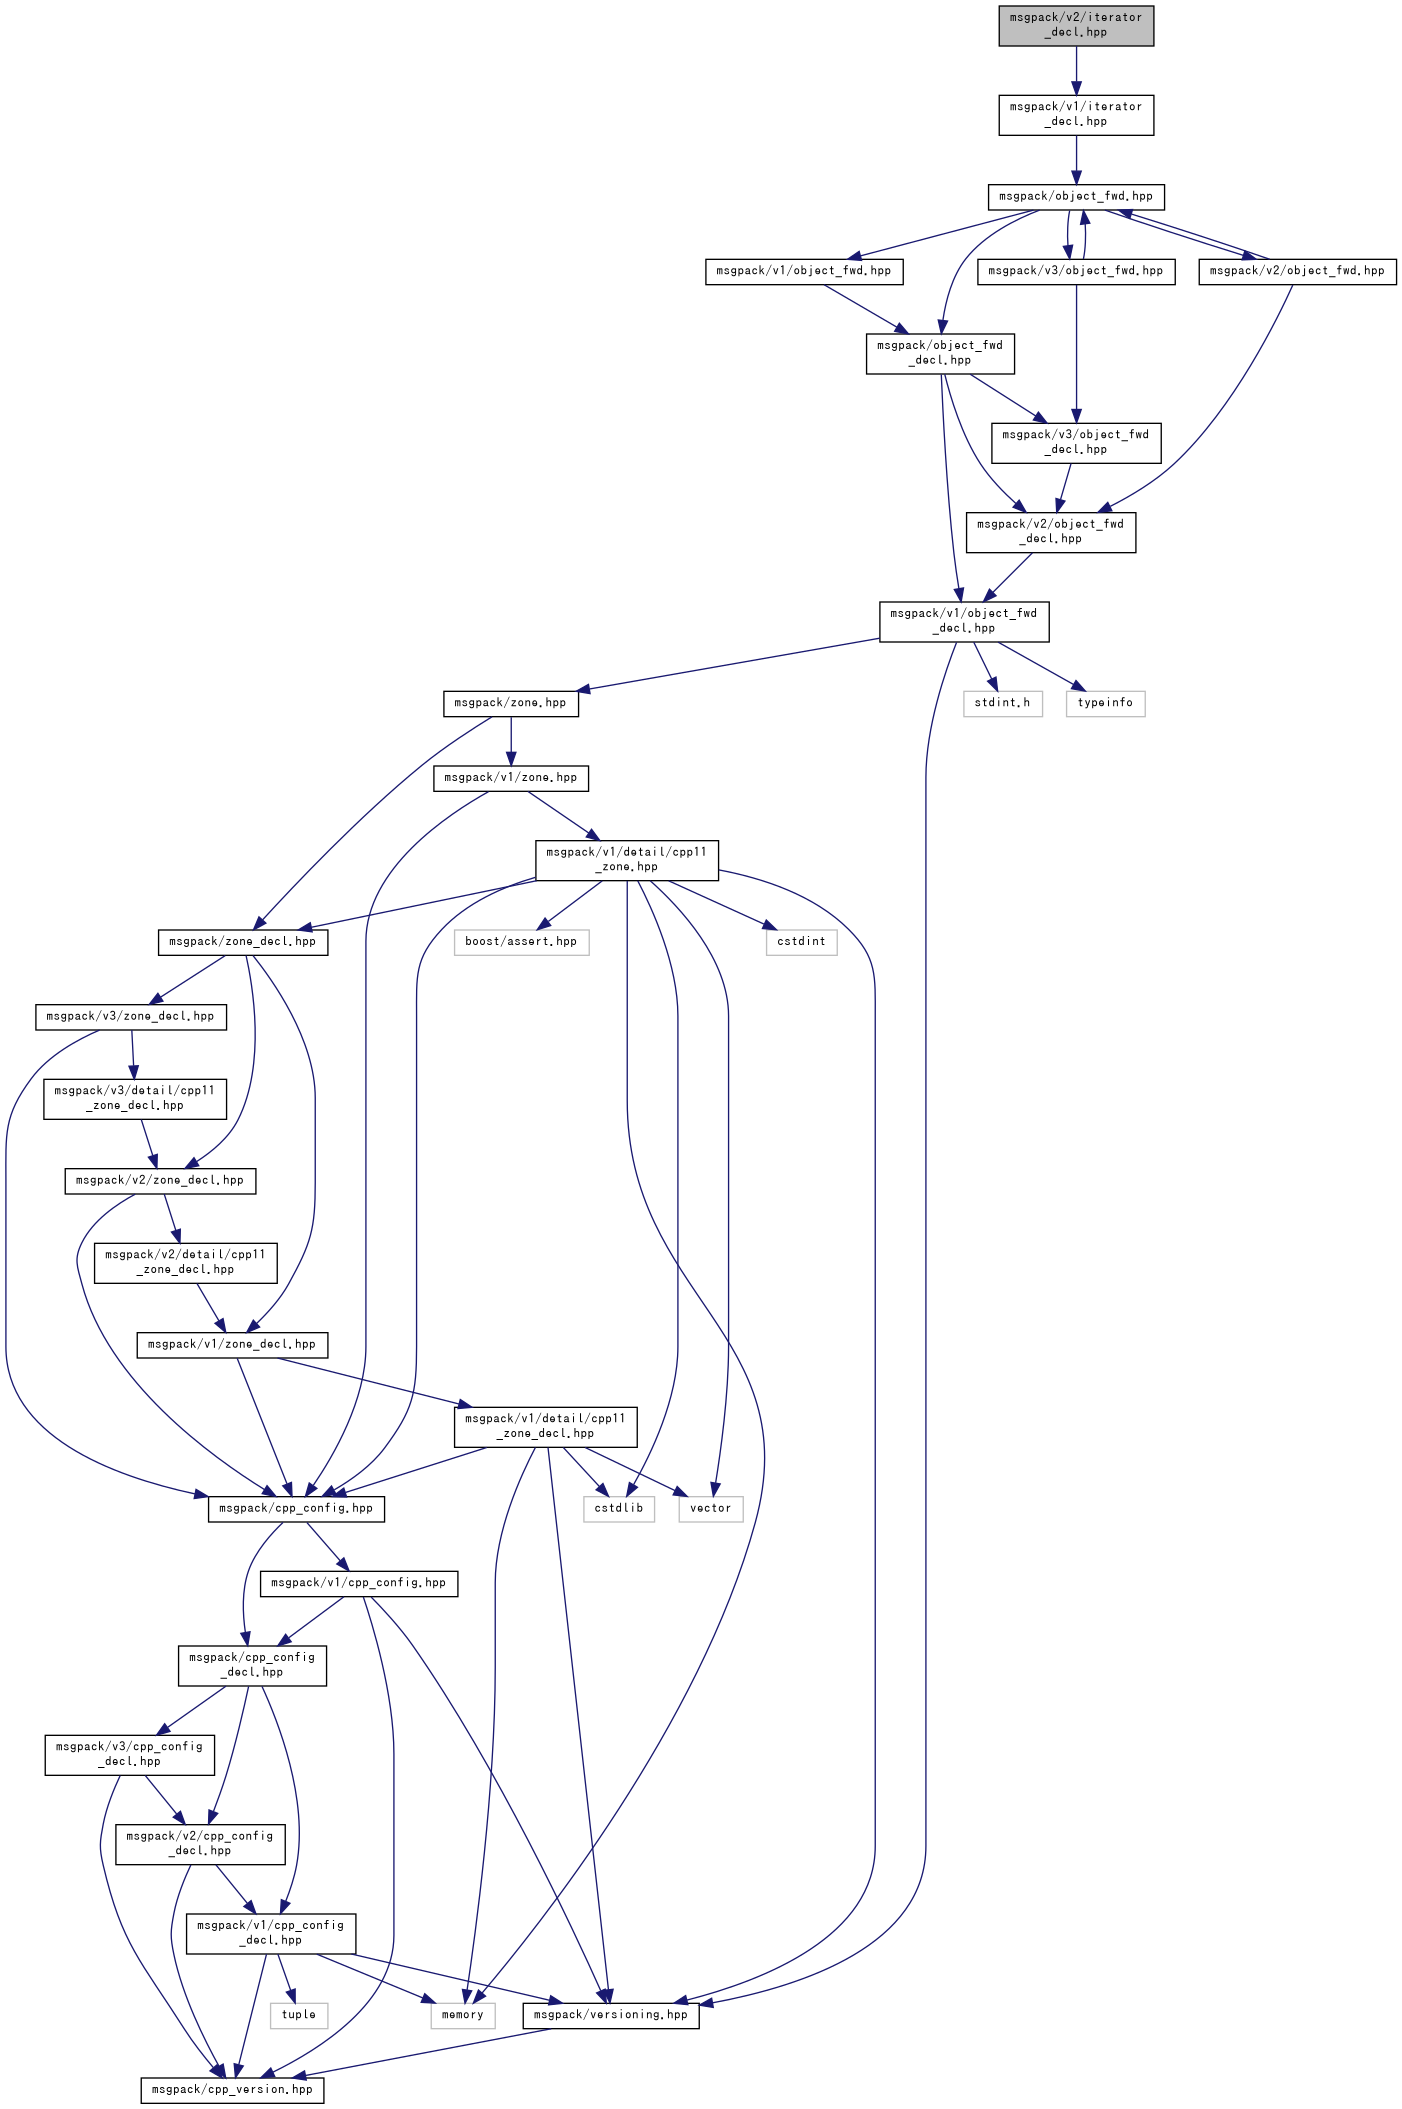 msgpack/v2/iterator
_decl.hpp
msgpack/v1/iterator
_decl.hpp
msgpack/object_fwd.hpp
msgpack/v1/object_fwd.hpp
msgpack/v3/object_fwd.hpp
msgpack/v2/object_fwd.hpp
msgpack/object_fwd
_decl.hpp
msgpack/v3/object_fwd
_decl.hpp
msgpack/v2/object_fwd
_decl.hpp
msgpack/v1/object_fwd
_decl.hpp
msgpack/zone.hpp
stdint.h
typeinfo
msgpack/v1/zone.hpp
msgpack/v1/detail/cpp11
_zone.hpp
msgpack/zone_decl.hpp
boost/assert.hpp
cstdint
msgpack/v3/zone_decl.hpp
msgpack/v3/detail/cpp11
_zone_decl.hpp
msgpack/v2/zone_decl.hpp
msgpack/v2/detail/cpp11
_zone_decl.hpp
msgpack/v1/zone_decl.hpp
msgpack/v1/detail/cpp11
_zone_decl.hpp
msgpack/cpp_config.hpp
cstdlib
vector
msgpack/v1/cpp_config.hpp
msgpack/cpp_config
_decl.hpp
msgpack/v3/cpp_config
_decl.hpp
msgpack/v2/cpp_config
_decl.hpp
msgpack/v1/cpp_config
_decl.hpp
tuple
memory
msgpack/versioning.hpp
msgpack/cpp_version.hpp